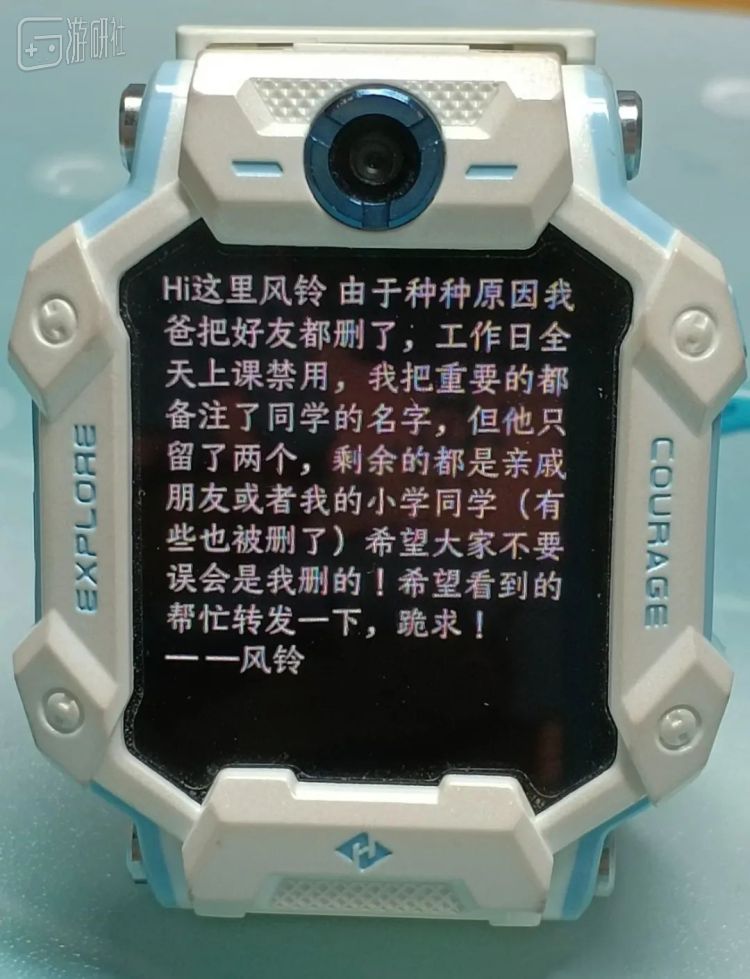 游研社
Hi这里风铃 由于种种原因我
爸把好友都删了，工作日全
天上课禁用，我把重要的都
备注了同学的名字，但他只
留了两个，剩余的都是亲戚
朋友或者我的小学同学（有
些也被删了）希望大家不要
误会是我删的！希望看到的
帮忙转发一下，跪求！
— —风铃
EXPLORE
COURAGE